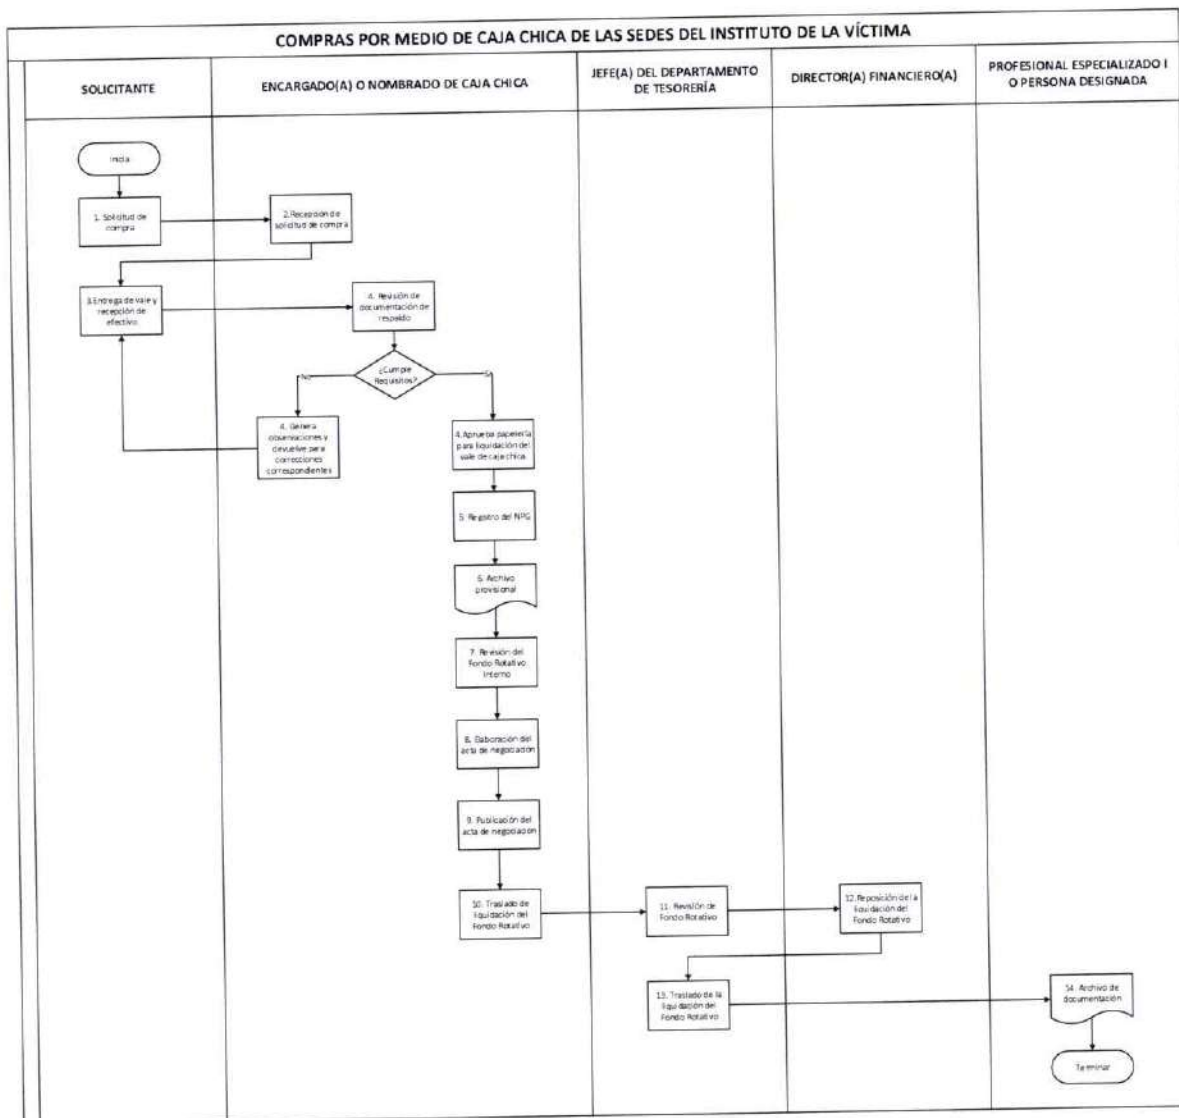 COMPRAS POR MEDIO DE CAJA CHICA DE LAS SEDES DEL INSTITUTO DE LA VÍCTIMA
SOLICITANTE
ENCARGADO(A) O NOMBRADO DE CAJA CHICA
JEFE(A) DEL DEPARTAMENTO
DE TESORERÍA
DIRECTOR(A) FINANCIERO(A)
PROFESIONAL ESPECIALIZADO I
O PERSONA DESIGNADA
Inicia
1. Solicitud de
compra
2.Recepción de
solicitud de compra
3.Entrega de vale y
recepción de
efectivo
4. Revisión de
documentación de
respaldo
¿Cumple
Requisitos?
No
Si
4. Genera
observaciones y
devuelve para
correcciones
correspondientes
4.Aprueba papelería
para liquidación del
vale de caja chica
5. Registro del NPG
6. Archivo
provisional
7. Revisión del
Fondo Rotativo
Interno
8. Elaboración del
acta de negociación
9. Publicación del
acta de negociación
10. Traslado de
liquidación del
Fondo Rotativo
11. Revisión de
Fondo Rotativo
12.Reposición de la
liquidación del
Fondo Rotativo
13. Traslado de la
liquidación del
Fondo Rotativo
14. Archivo de
documentación
Terminar